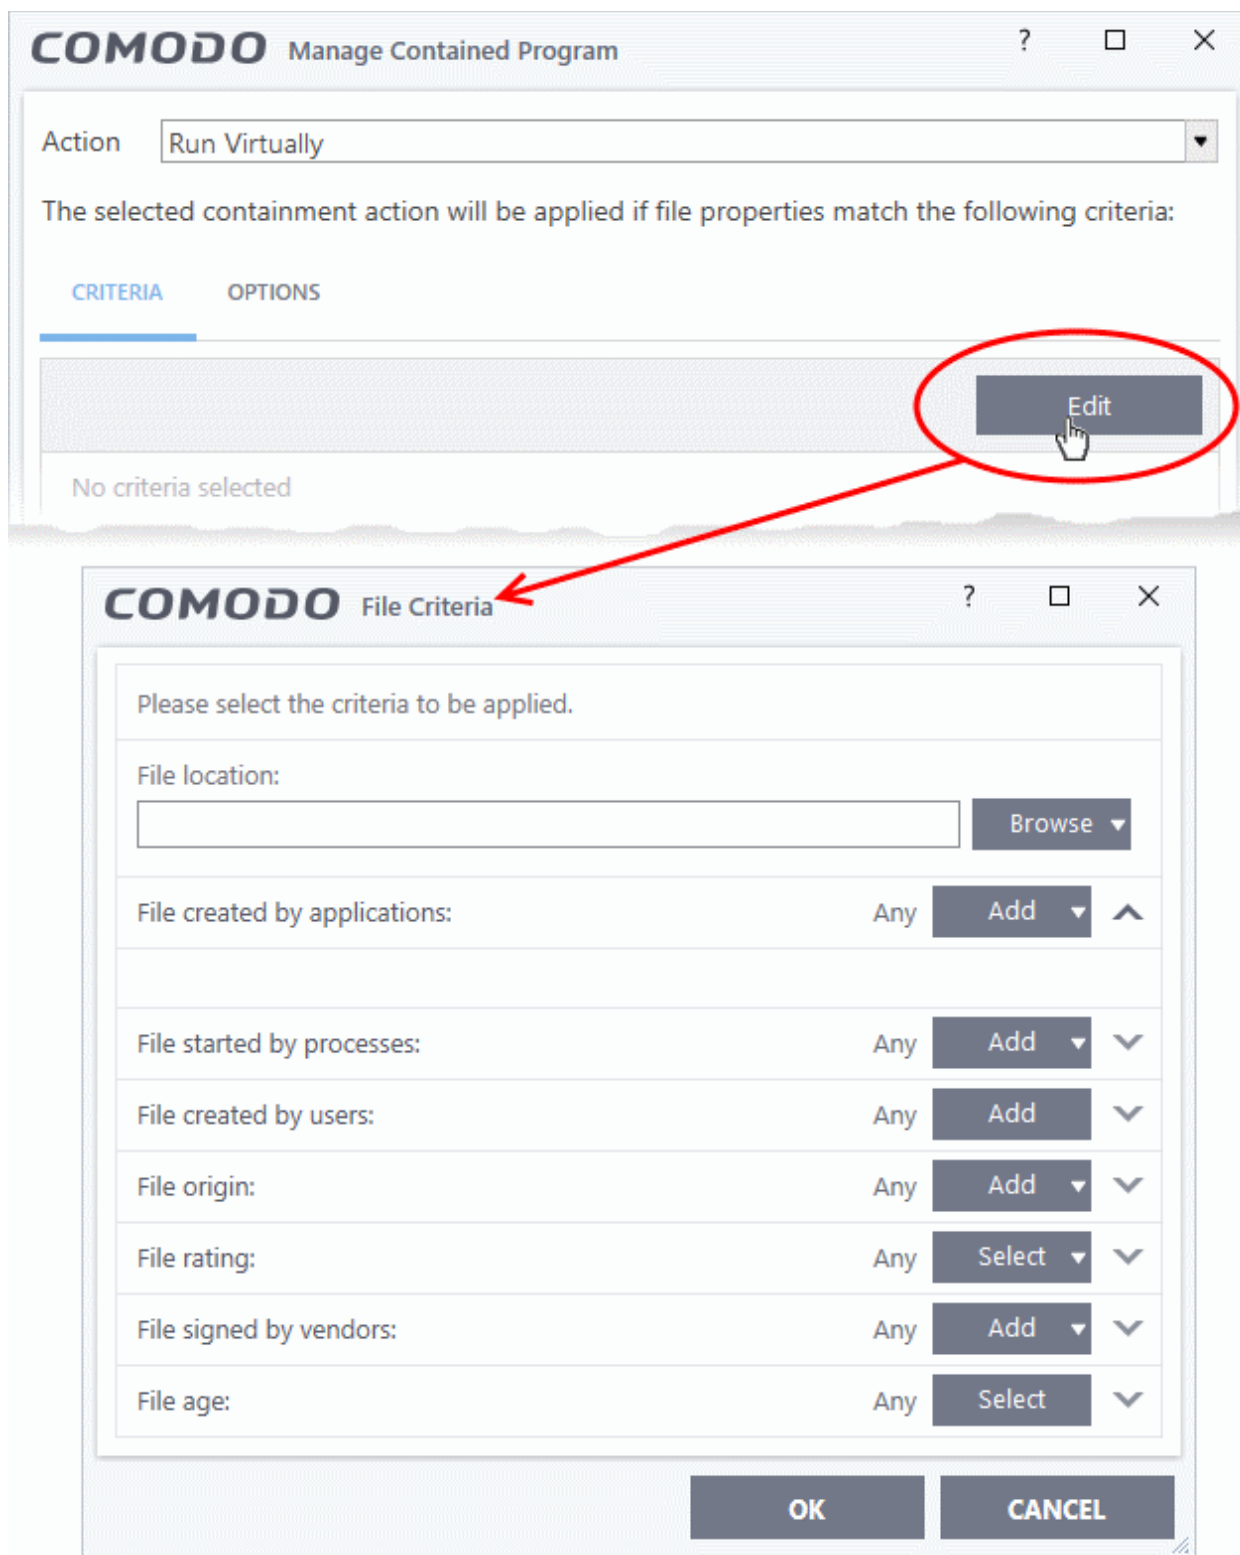 COMODO Manage Contained Program ?
Action Run Virtually
The selected containment action will be applied if file properties match the following criteria:
CRITERIA OPTIONS
Edit
No criteria selected
COMODO File Criteria ?
Please select the criteria to be applied.
File location:
Browse
File created by applications: Any Add
File started by processes: Any Add
File created by users: Any Add
File origin: Any Add
File rating: Any Select
File signed by vendors: Any Add
File age: Any Select
OK CANCEL